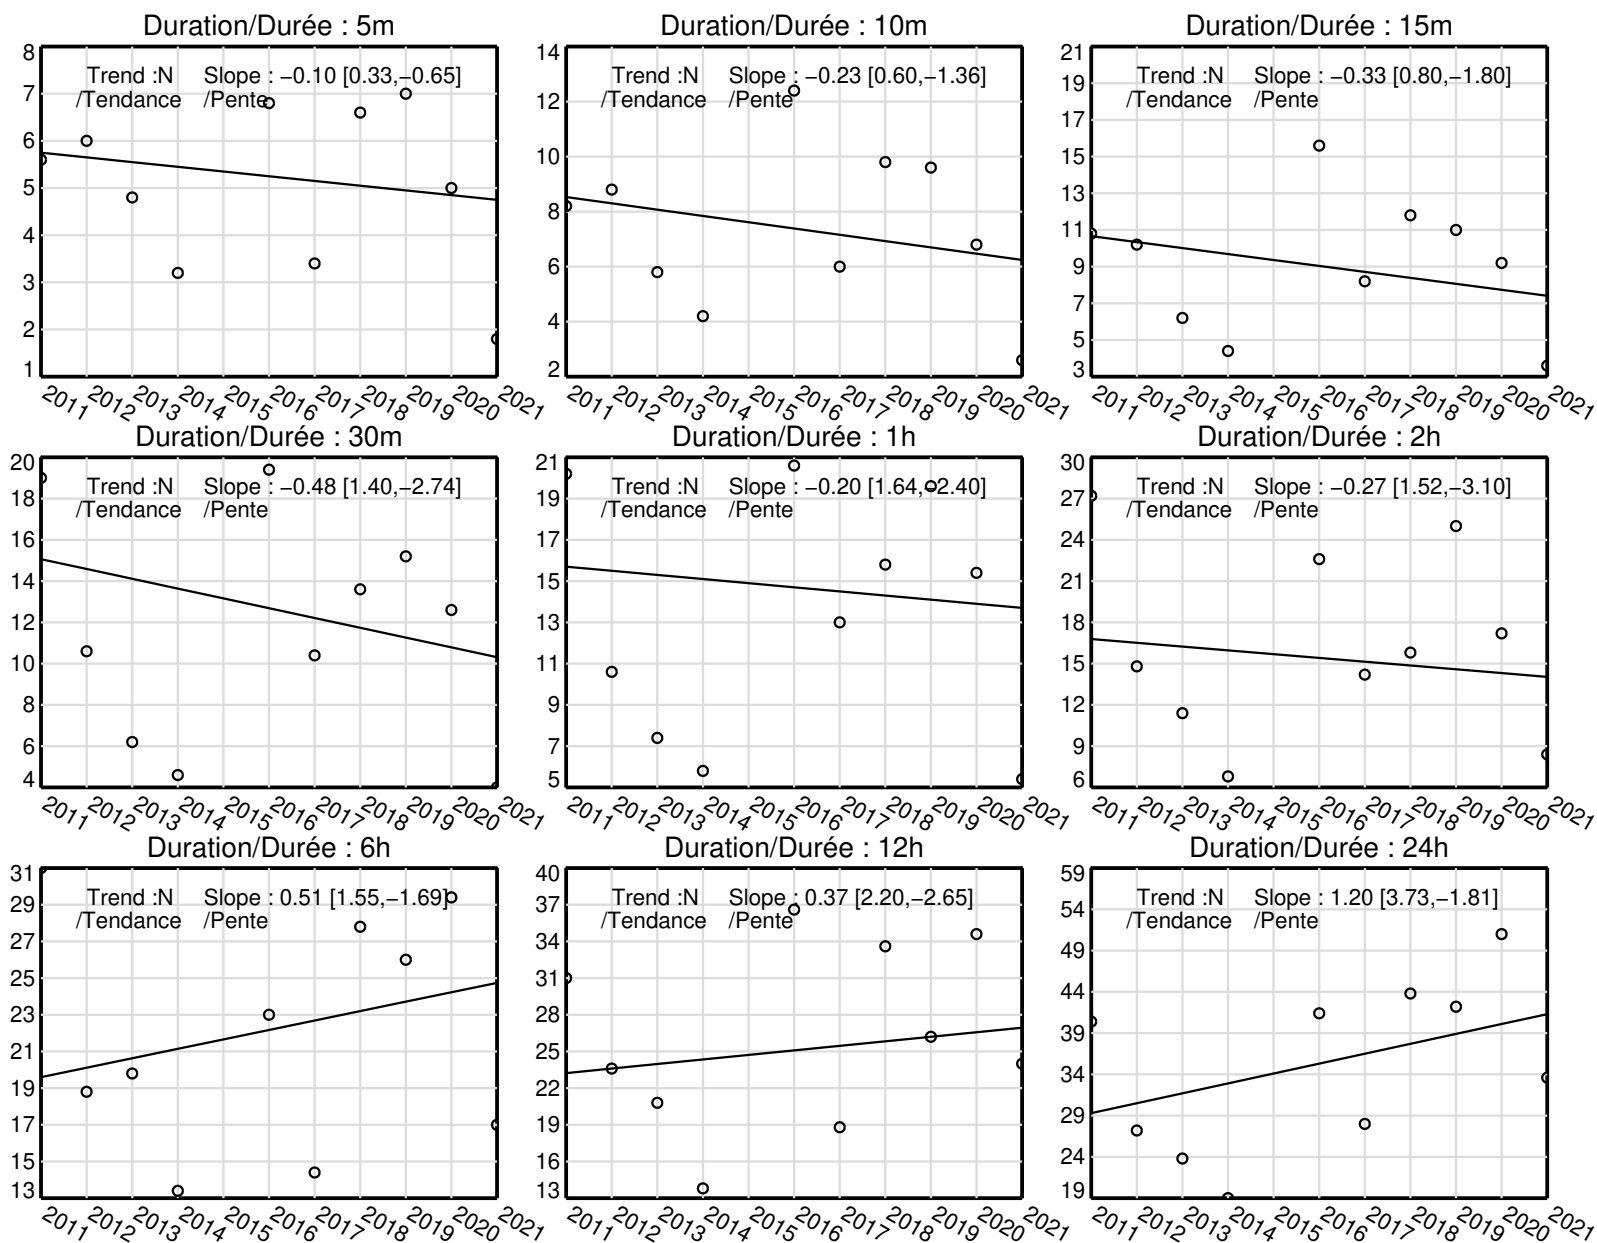 Duration/Durée : 5m
Trend :N Slope : −0.10 [0.33,−0.65]
/Tendance /Pente
8
7
6
5
4
3
2
1
2011 2012 2013 2014 2015 2016 2017 2018 2019 2020 2021
Duration/Durée : 10m
Trend :N Slope : −0.23 [0.60,−1.36]
/Tendance /Pente
14
12
10
8
6
4
2
2011 2012 2013 2014 2015 2016 2017 2018 2019 2020 2021
Duration/Durée : 15m
Trend :N Slope : −0.33 [0.80,−1.80]
/Tendance /Pente
21
19
17
15
13
11
9
7
5
3
2011 2012 2013 2014 2015 2016 2017 2018 2019 2020 2021
Duration/Durée : 30m
Trend :N Slope : −0.48 [1.40,−2.74]
/Tendance /Pente
20
18
16
14
12
10
8
6
4
2011 2012 2013 2014 2015 2016 2017 2018 2019 2020 2021
Duration/Durée : 1h
Trend :N Slope : −0.20 [1.64,−2.40]
/Tendance /Pente
21
19
17
15
13
11
9
7
5
2011 2012 2013 2014 2015 2016 2017 2018 2019 2020 2021
Duration/Durée : 2h
Trend :N Slope : −0.27 [1.52,−3.10]
/Tendance /Pente
30
27
24
21
18
15
12
9
6
2011 2012 2013 2014 2015 2016 2017 2018 2019 2020 2021
Duration/Durée : 6h
Trend :N Slope : 0.51 [1.55,−1.69]
/Tendance /Pente
31
29
27
25
23
21
19
17
15
13
2011 2012 2013 2014 2015 2016 2017 2018 2019 2020 2021
Duration/Durée : 12h
Trend :N Slope : 0.37 [2.20,−2.65]
/Tendance /Pente
40
37
34
31
28
25
22
19
16
13
2011 2012 2013 2014 2015 2016 2017 2018 2019 2020 2021
Duration/Durée : 24h
Trend :N Slope : 1.20 [3.73,−1.81]
/Tendance /Pente
59
54
49
44
39
34
29
24
19
2011 2012 2013 2014 2015 2016 2017 2018 2019 2020 2021